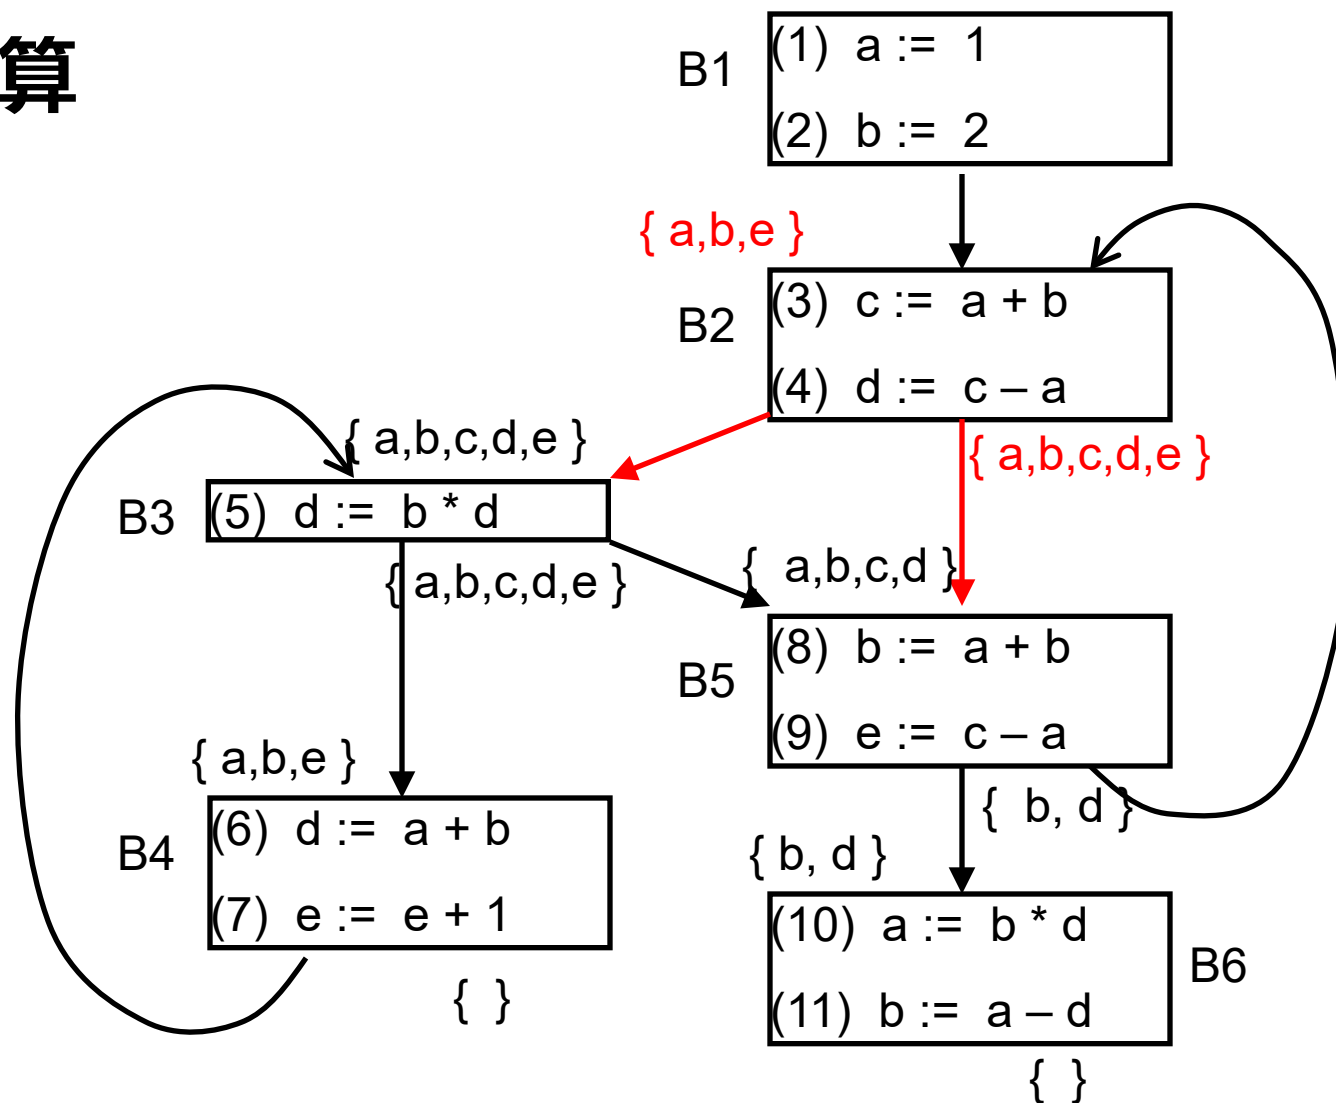 算
B1
(1) a := 1
(2) b := 2
{ a,b,e }
B2
(3) c := a + b
(4) d := c – a
{ a,b,c,d,e }
{ a,b,c,d,e }
B3
(5) d := b * d
{ a,b,c,d,e }
{ a,b,c,d }
B5
(8) b := a + b
(9) e := c – a
{ a,b,e }
B4
(6) d := a + b
(7) e := e + 1
{ }
{ b, d }
{ b, d }
(10) a := b * d
(11) b := a – d
B6
{ }